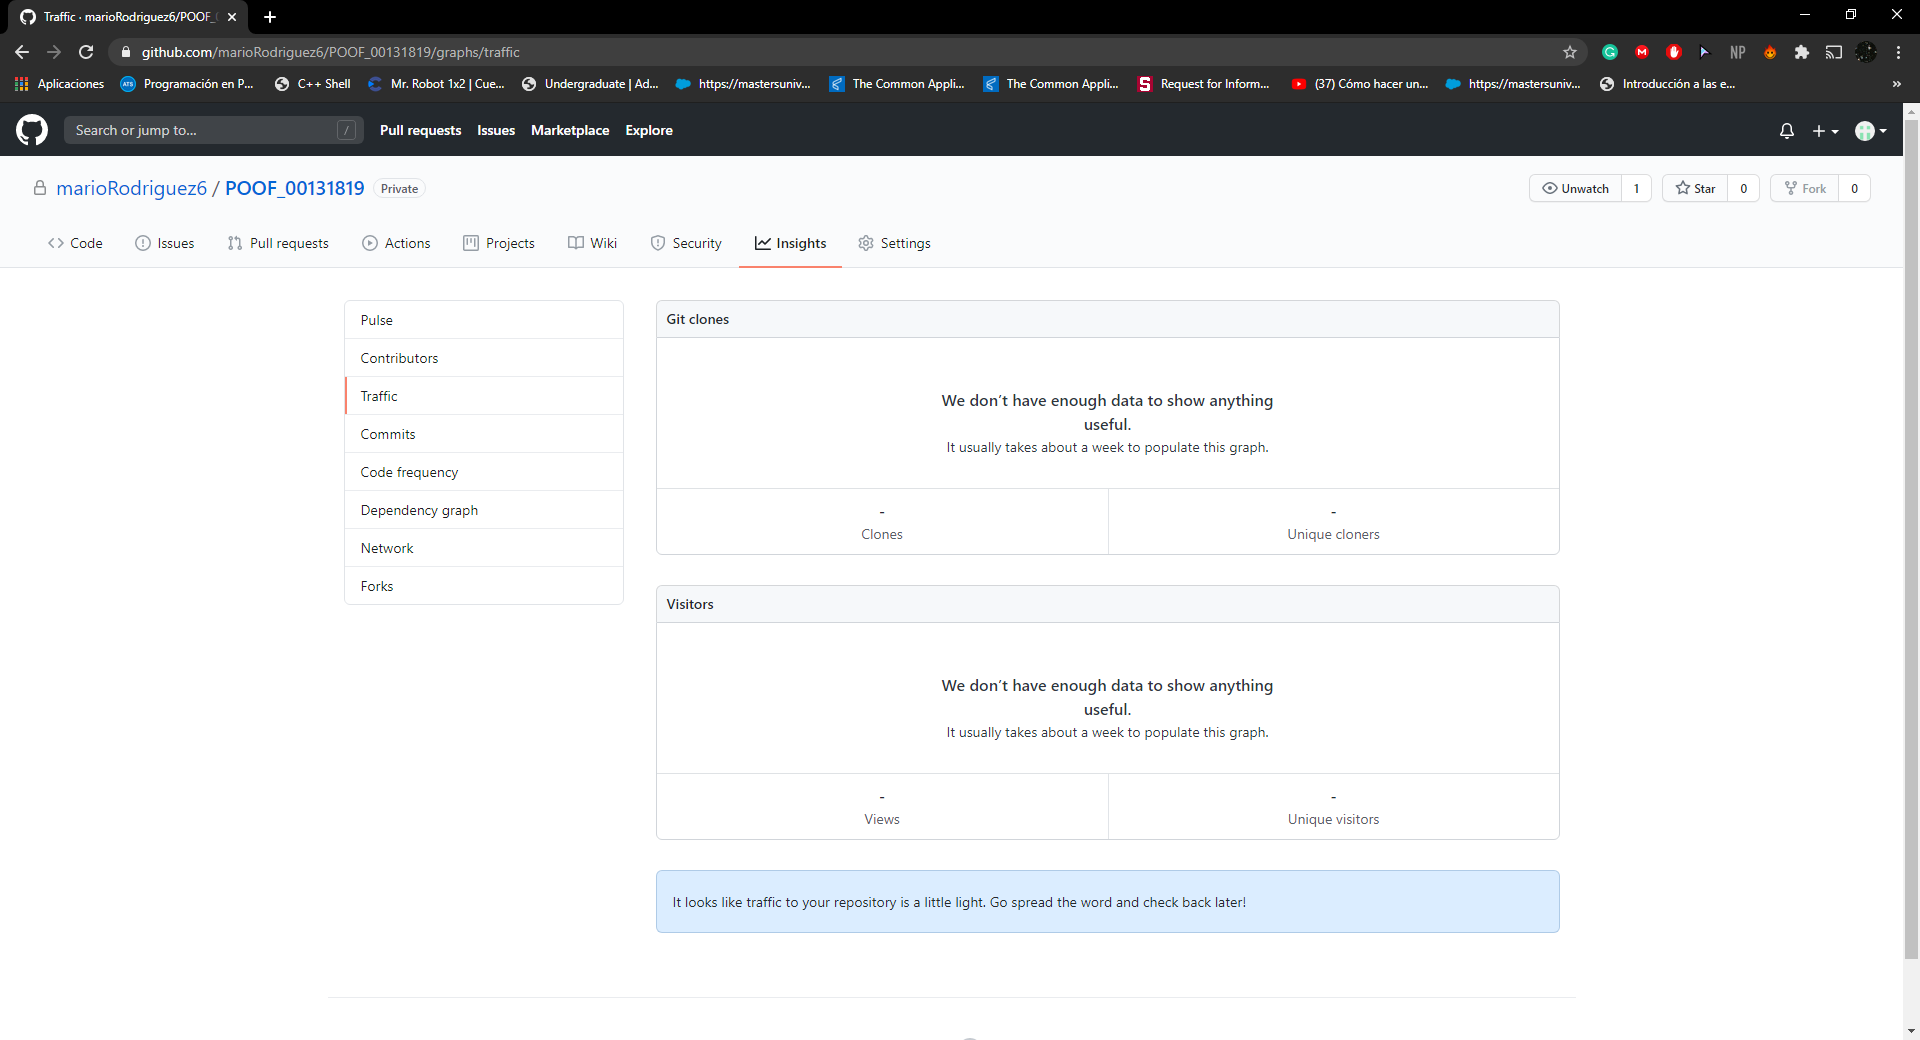 Traffic · marioRodriguez6/POOF_
github.com/marioRodriguez6/POOF_00131819/graphs/traffic
NP
Aplicaciones
ATS
Programación en P...
C++ Shell
Mr. Robot 1x2 | Cue...
Undergraduate | Ad...
https://mastersuniv...
The Common Appli...
The Common Appli...
S
Request for Inform...
(37) Cómo hacer un...
https://mastersuniv...
Introducción a las e...
»
Search or jump to...
/
Pull requests
Issues
Marketplace
Explore
marioRodriguez6 / POOF_00131819
Private
Unwatch
1
Star
0
Fork
0
Code
Issues
Pull requests
Actions
Projects
Wiki
Security
Insights
Settings
Pulse
Contributors
Traffic
Commits
Code frequency
Dependency graph
Network
Forks
Git clones
We don’t have enough data to show anything
useful.
It usually takes about a week to populate this graph.
-
Clones
-
Unique cloners
Visitors
We don’t have enough data to show anything
useful.
It usually takes about a week to populate this graph.
-
Views
-
Unique visitors
It looks like traffic to your repository is a little light. Go spread the word and check back later!